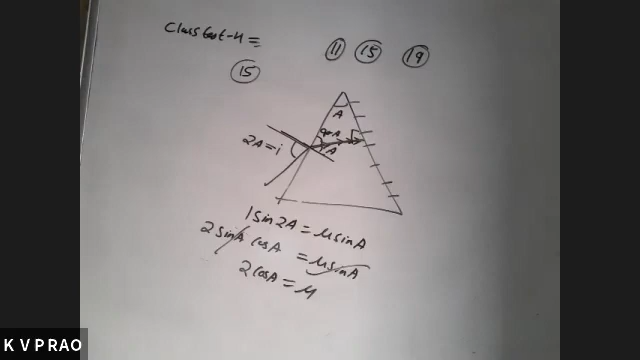 Class test-4 =
11 15 19
15
A
90-A
A
2A = i
1 sin 2A = μ sin A
2 sin A cos A = μ sin A
2 cos A = μ
K V P RAO